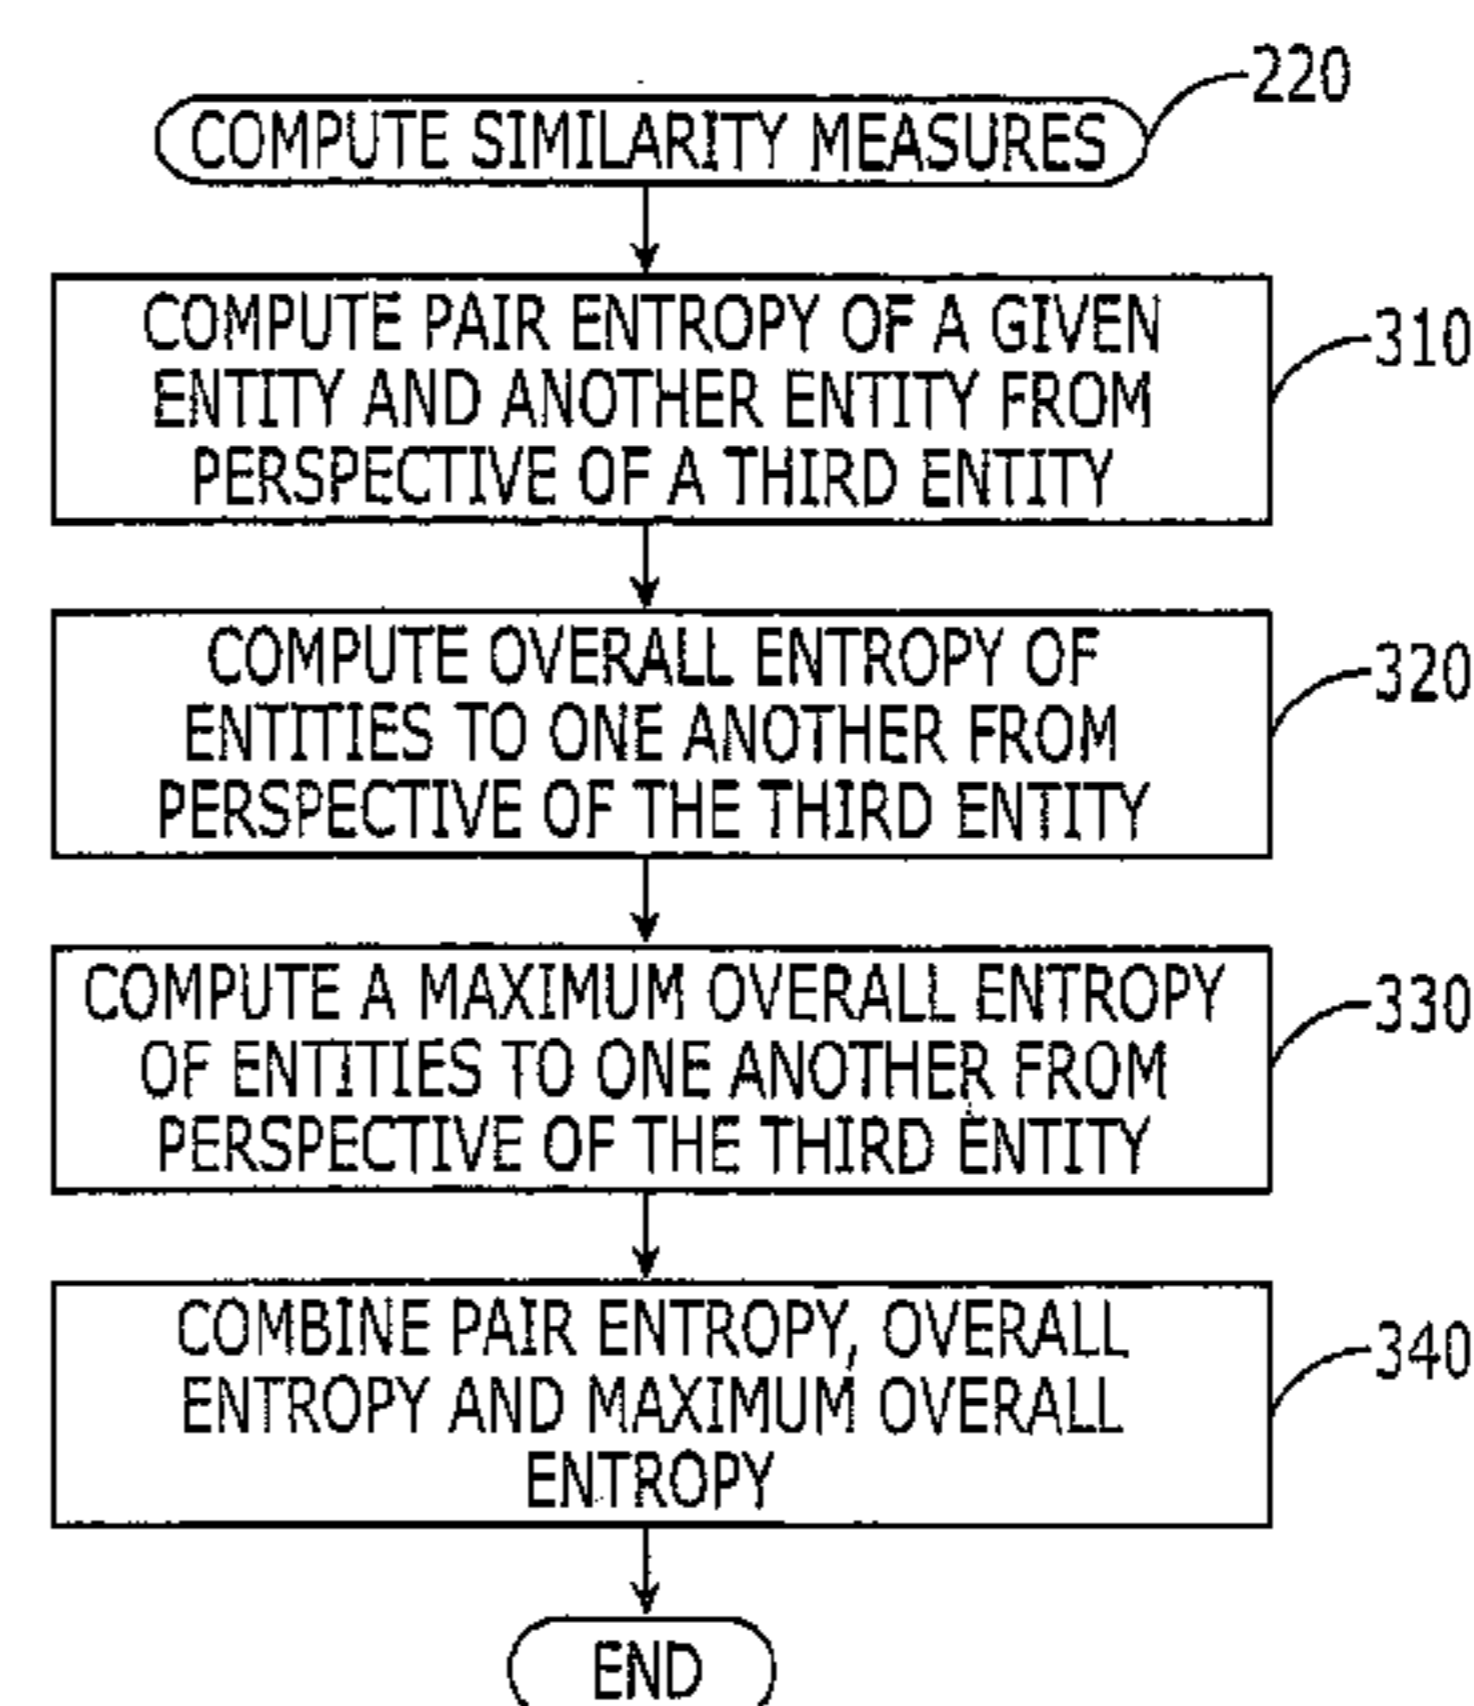 220
COMPUTE SIMILARITY MEASURES
COMPUTE PAIR ENTROPY OF A GIVEN
ENTITY AND ANOTHER ENTITY FROM
PERSPECTIVE OF A THIRD ENTITY
310
COMPUTE OVERALL ENTROPY OF
ENTITIES TO ONE ANOTHER FROM
PERSPECTIVE OF THE THIRD ENTITY
320
COMPUTE A MAXIMUM OVERALL ENTROPY
OF ENTITIES TO ONE ANOTHER FROM
PERSPECTIVE OF THE THIRD ENTITY
330
COMBINE PAIR ENTROPY, OVERALL
ENTROPY AND MAXIMUM OVERALL
ENTROPY
340
END